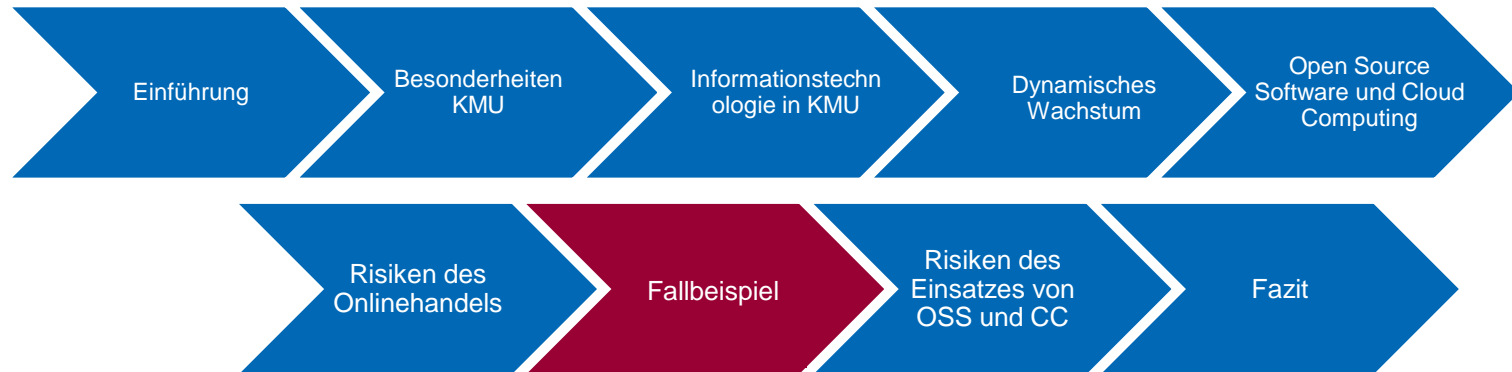 Einführung
Besonderheiten
KMU
Informationstechn
ologie in KMU
Dynamisches
Wachstum
Open Source
Software und Cloud
Computing
Risiken des
Onlinehandels
Fallbeispiel
Risiken des
Einsatzes von
OSS und CC
Fazit